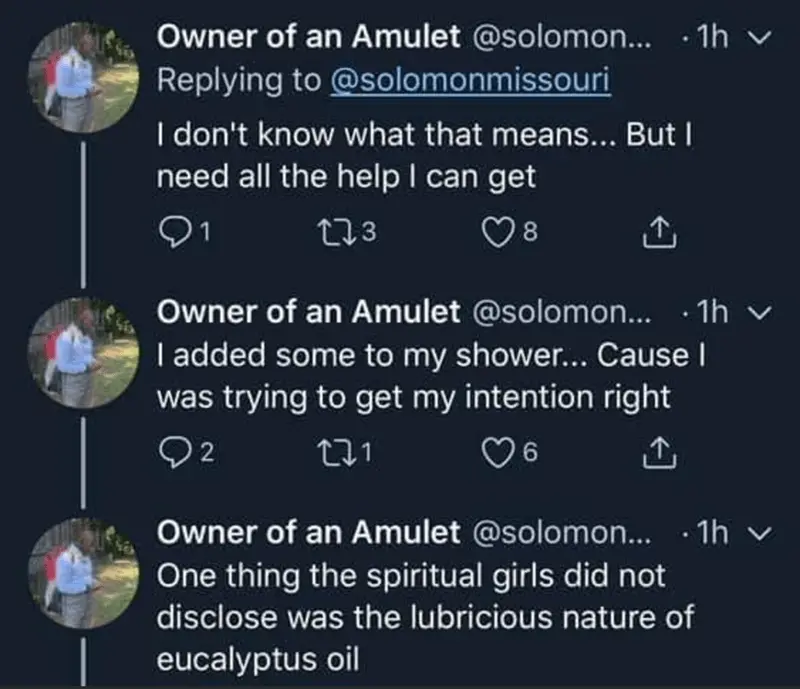 Owner of an Amulet @solomon... · 1h
Replying to @solomonmissouri
I don't know what that means... But I
need all the help I can get
1 3 8
Owner of an Amulet @solomon... · 1h
I added some to my shower... Cause I
was trying to get my intention right
2 1 6
Owner of an Amulet @solomon... · 1h
One thing the spiritual girls did not
disclose was the lubricious nature of
eucalyptus oil